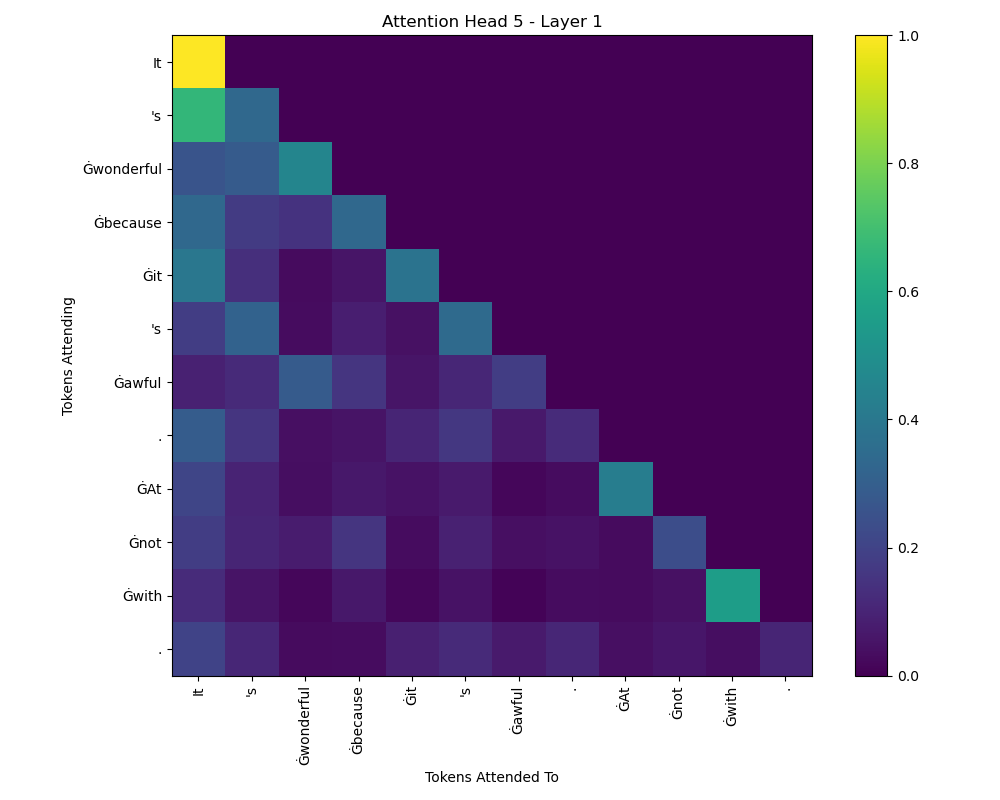 Attention Head 5 - Layer 1
It
's
Ġwonderful
Ġbecause
Ġit
's
Ġawful
.
ĠAt
Ġnot
Ġwith
.
Tokens Attending
It
's
Ġwonderful
Ġbecause
Ġit
's
Ġawful
.
ĠAt
Ġnot
Ġwith
.
Tokens Attended To
1.0
0.8
0.6
0.4
0.2
0.0